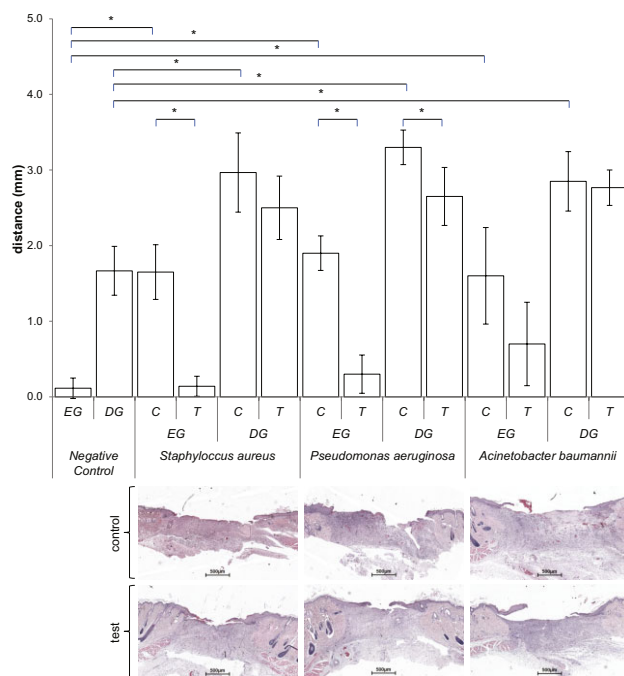 5.0
*
*
*
4.0
*
*
*
* * *
3.0
distance (mm)
2.0
1.0
0.0
EG DG C T C T C T C T C T C T
EG DG EG DG EG DG
Negative Control Staphyloccus aureus Pseudomonas aeruginosa Acinetobacter baumannii
control
500µm 500µm 500µm
test
500µm 500µm 500µm